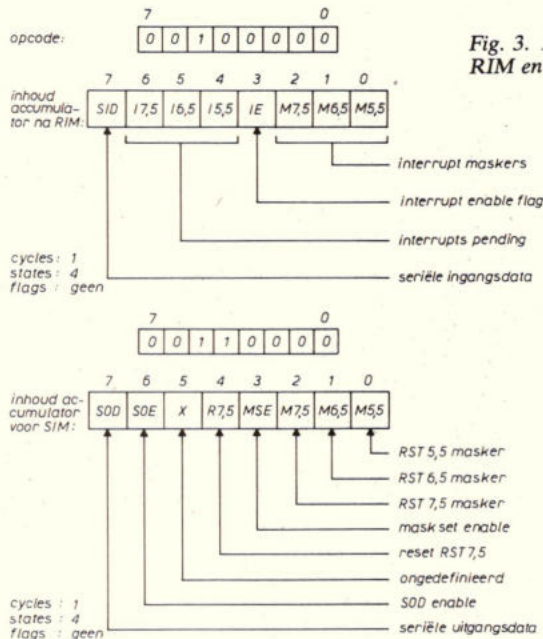 7 0
opcode: 0 0 1 0 0 0 0 0
Fig. 3.
RIM en
7 6 5 4 3 2 1 0
inhoud
accumula-
tor na RIM:
SID I7,5 I6,5 I5,5 IE M7,5 M6,5 M5,5
interrupt maskers
interrupt enable flag
interrupts pending
seriële ingangsdata
cycles: 1
states: 4
flags : geen
7 0
0 0 1 1 0 0 0 0
7 6 5 4 3 2 1 0
inhoud ac-
cumulator
voor SIM:
SOD SOE X R7,5 MSE M7,5 M6,5 M5,5
RST 5,5 masker
RST 6,5 masker
RST 7,5 masker
mask set enable
reset RST 7,5
ongedefinieerd
SOD enable
seriële uitgangsdata
cycles : 1
states : 4
flags : geen